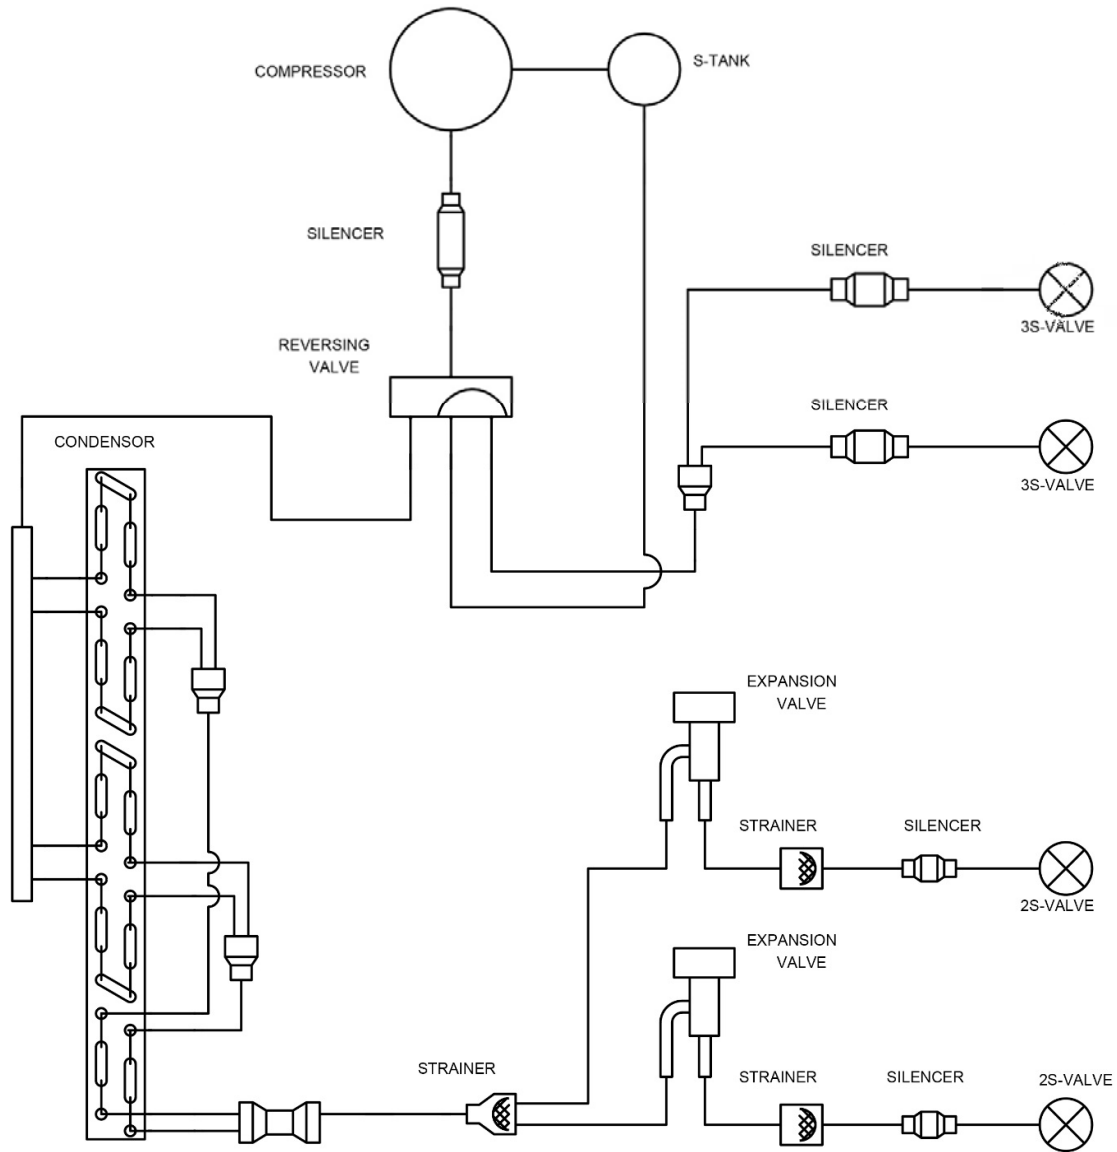 COMPRESSOR
S-TANK
SILENCER
SILENCER
3S-VALVE
REVERSING
VALVE
SILENCER
3S-VALVE
CONDENSOR
EXPANSION
VALVE
STRAINER
SILENCER
2S-VALVE
EXPANSION
VALVE
STRAINER
STRAINER
SILENCER
2S-VALVE